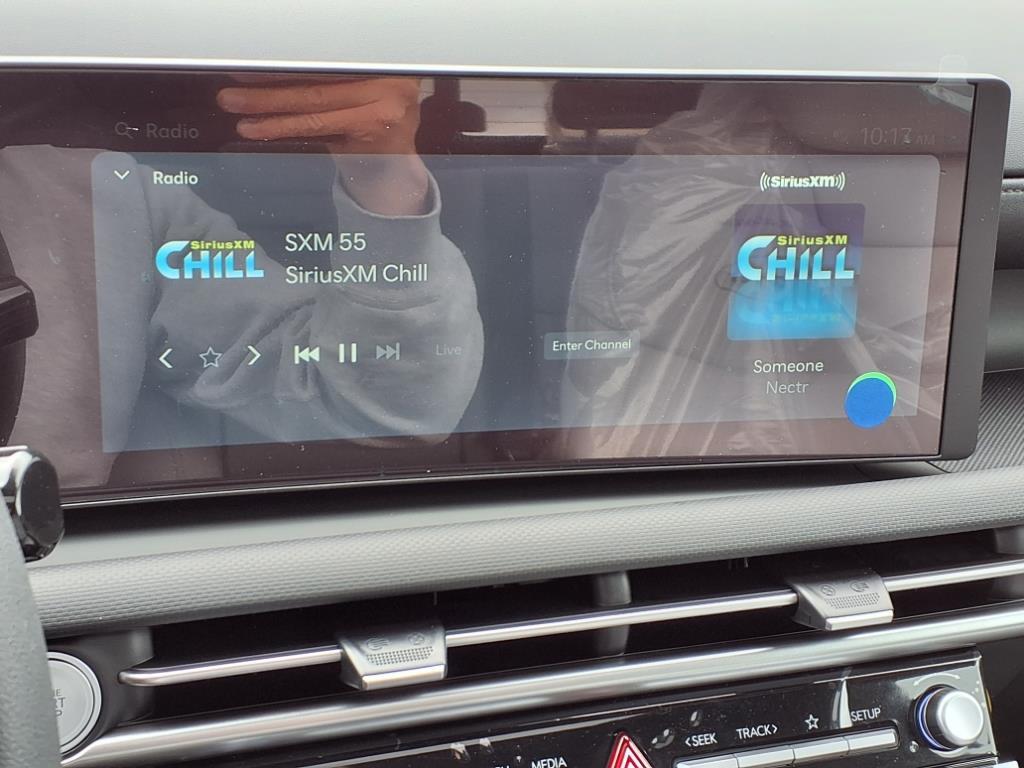 Radio
10:17 AM
Radio
SiriusXM
SiriusXM
CHILL
SXM 55
SiriusXM Chill
SiriusXM
CHILL
Live
Enter Channel
Someone
Nectr
< SEEK
TRACK >
SETUP
MEDIA